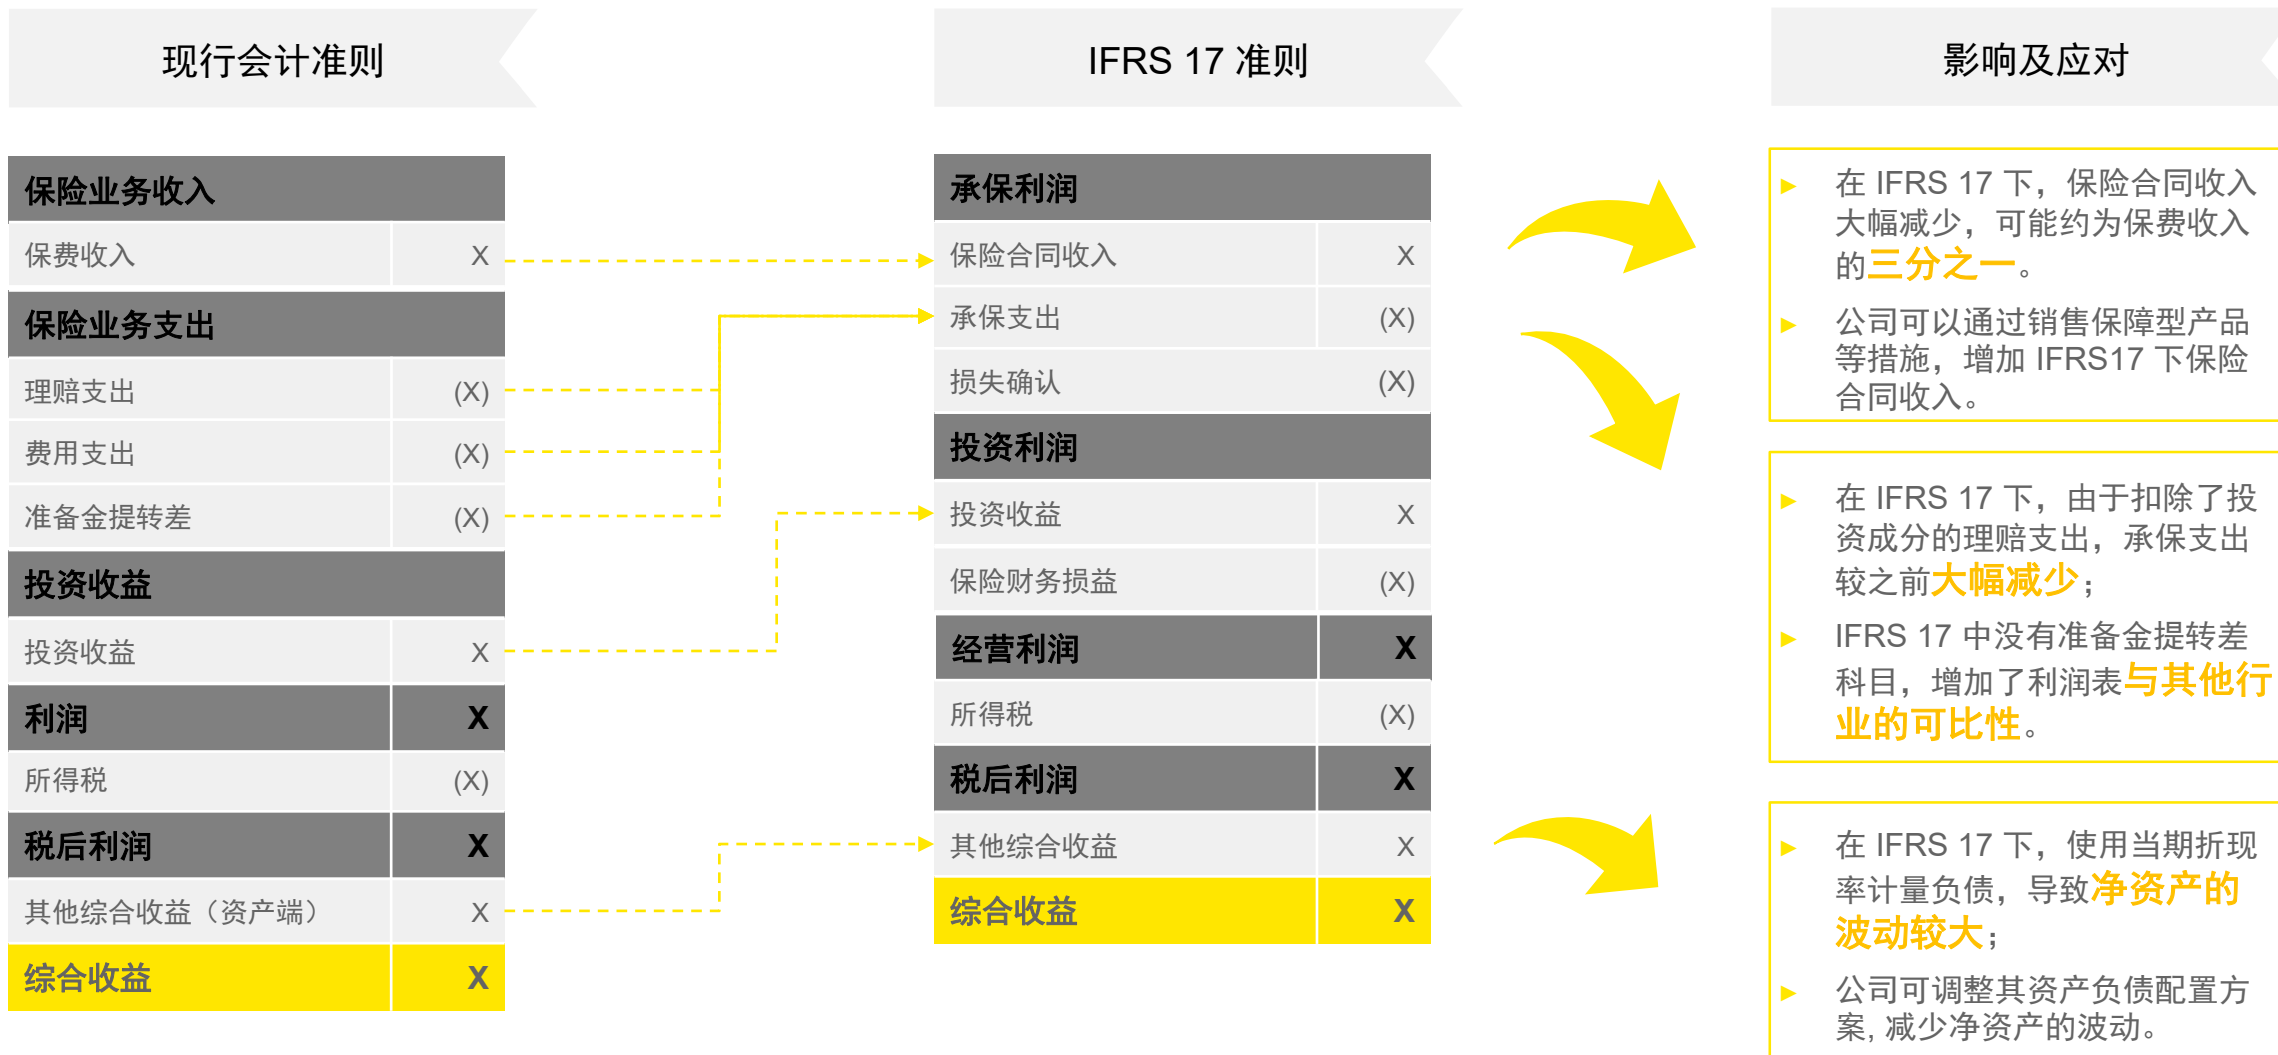 现行会计准则
保险业务收入
保费收入 X
保险业务支出
理赔支出 (X)
费用支出 (X)
准备金提转差 (X)
投资收益
投资收益 X
利润 X
所得税 (X)
税后利润 X
其他综合收益（资产端） X
综合收益 X
IFRS 17 准则
承保利润
保险合同收入 X
承保支出 (X)
损失确认 (X)
投资利润
投资收益 X
保险财务损益 (X)
经营利润 X
所得税 (X)
税后利润 X
其他综合收益 X
综合收益 X
影响及应对
► 在 IFRS 17 下，保险合同收入
大幅减少，可能约为保费收入
的三分之一。
► 公司可以通过销售保障型产品
等措施，增加 IFRS17 下保险
合同收入。
► 在 IFRS 17 下，由于扣除了投
资成分的理赔支出，承保支出
较之前大幅减少；
► IFRS 17 中没有准备金提转差
科目，增加了利润表与其他行
业的可比性。
► 在 IFRS 17 下，使用当期折现
率计量负债，导致净资产的
波动较大；
► 公司可调整其资产负债配置方
案, 减少净资产的波动。